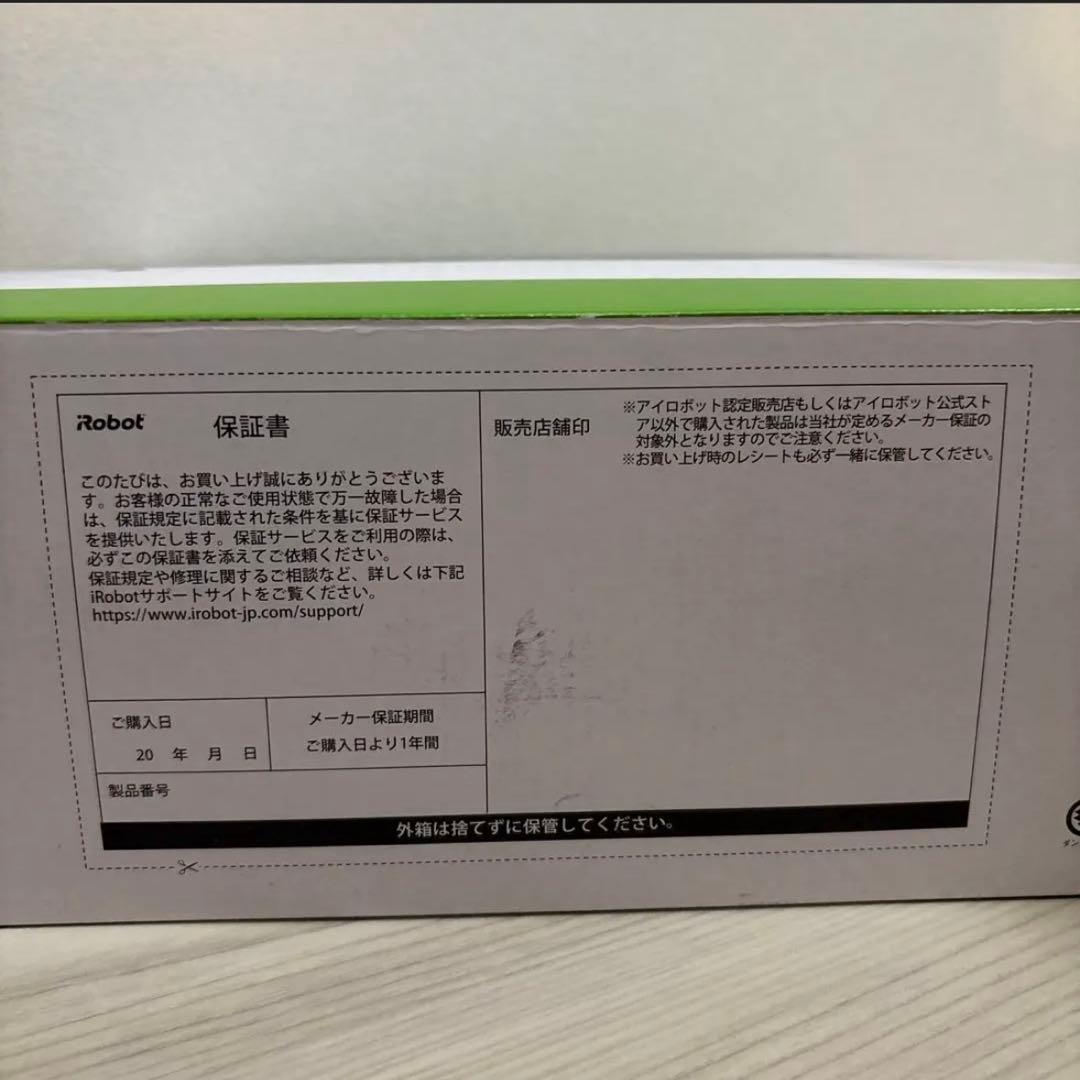 iRobot 保証書
このたびは、お買い上げ誠にありがとうございま
す。お客様の正常なご使用状態で万一故障した場合
は、保証規定に記載された条件を基に保証サービス
を提供いたします。保証サービスをご利用の際は、
必ずこの保証書を添えてご依頼ください。
保証規定や修理に関するご相談など、詳しくは下記
iRobotサポートサイトをご覧ください。
https://www.irobot-jp.com/support/
ご購入日
20 年 月 日
メーカー保証期間
ご購入日より1年間
製品番号
販売店舗印
※アイロボット認定販売店もしくはアイロボット公式スト
ア以外で購入された製品は当社が定めるメーカー保証の
対象外となりますのでご注意ください。
※お買い上げ時のレシートも必ず一緒に保管してください。
外箱は捨てずに保管してください。